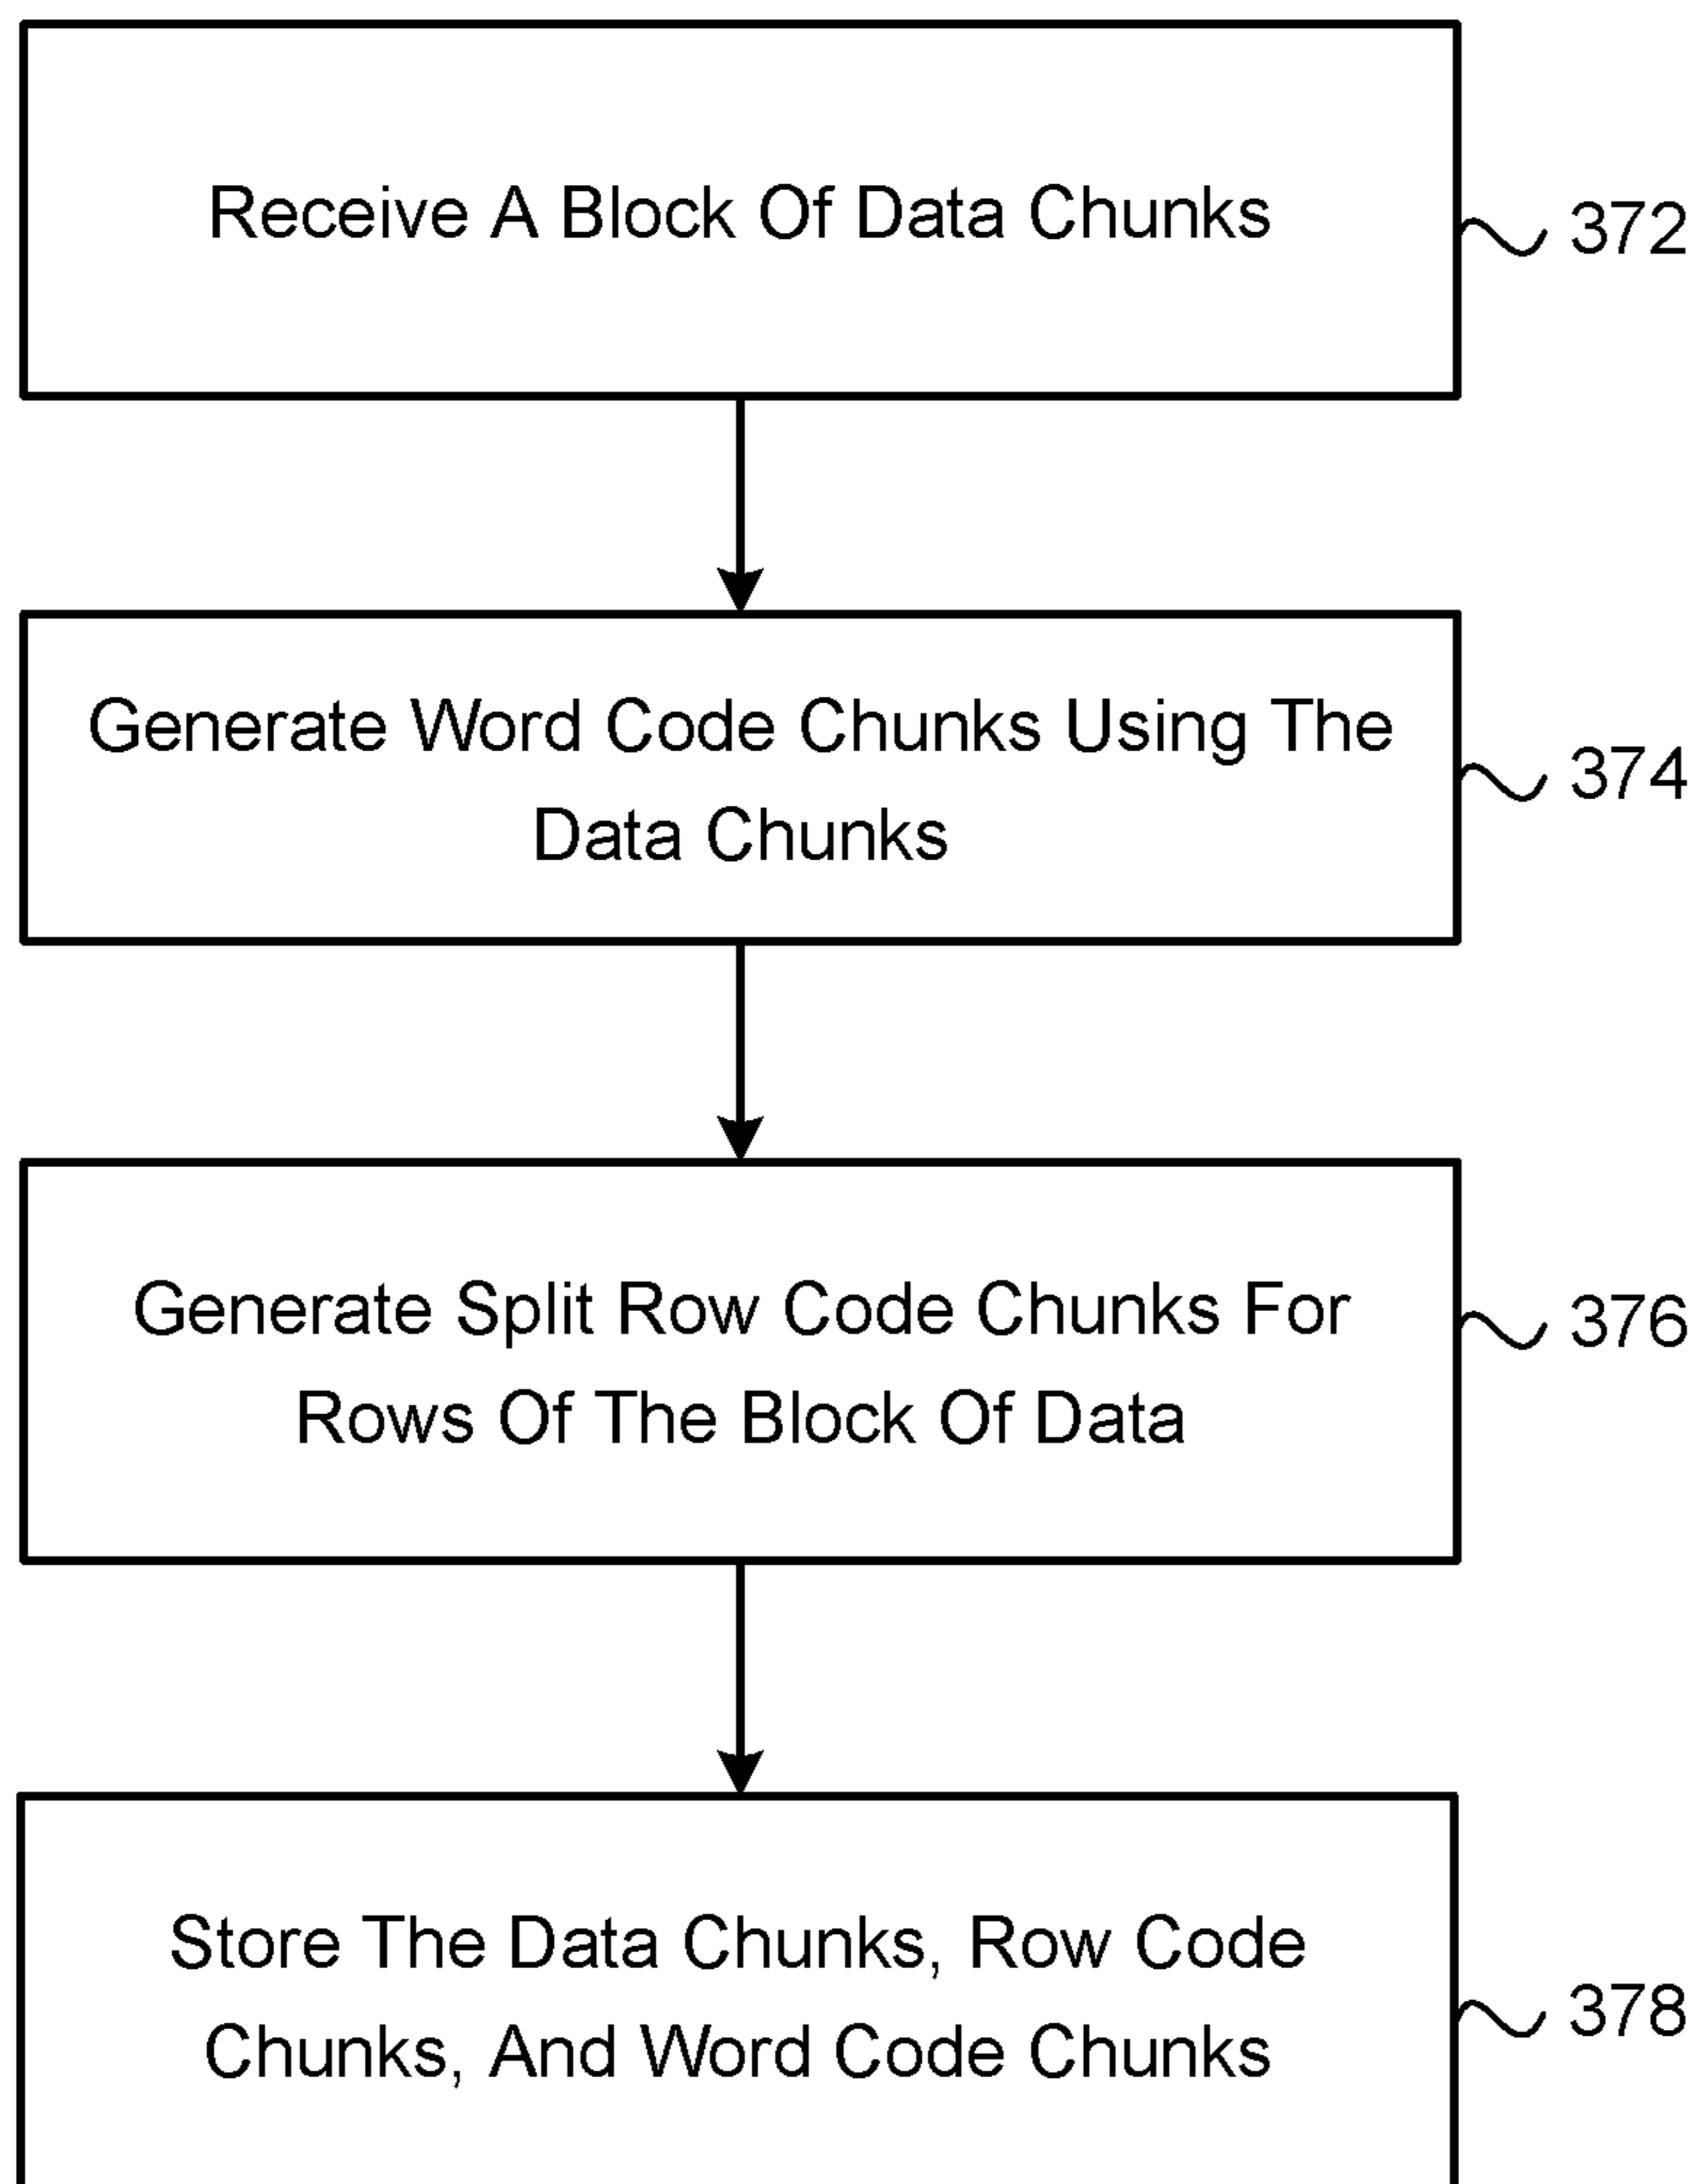 Receive A Block Of Data Chunks
372
Generate Word Code Chunks Using The
Data Chunks
374
Generate Split Row Code Chunks For
Rows Of The Block Of Data
376
Store The Data Chunks, Row Code
Chunks, And Word Code Chunks
378